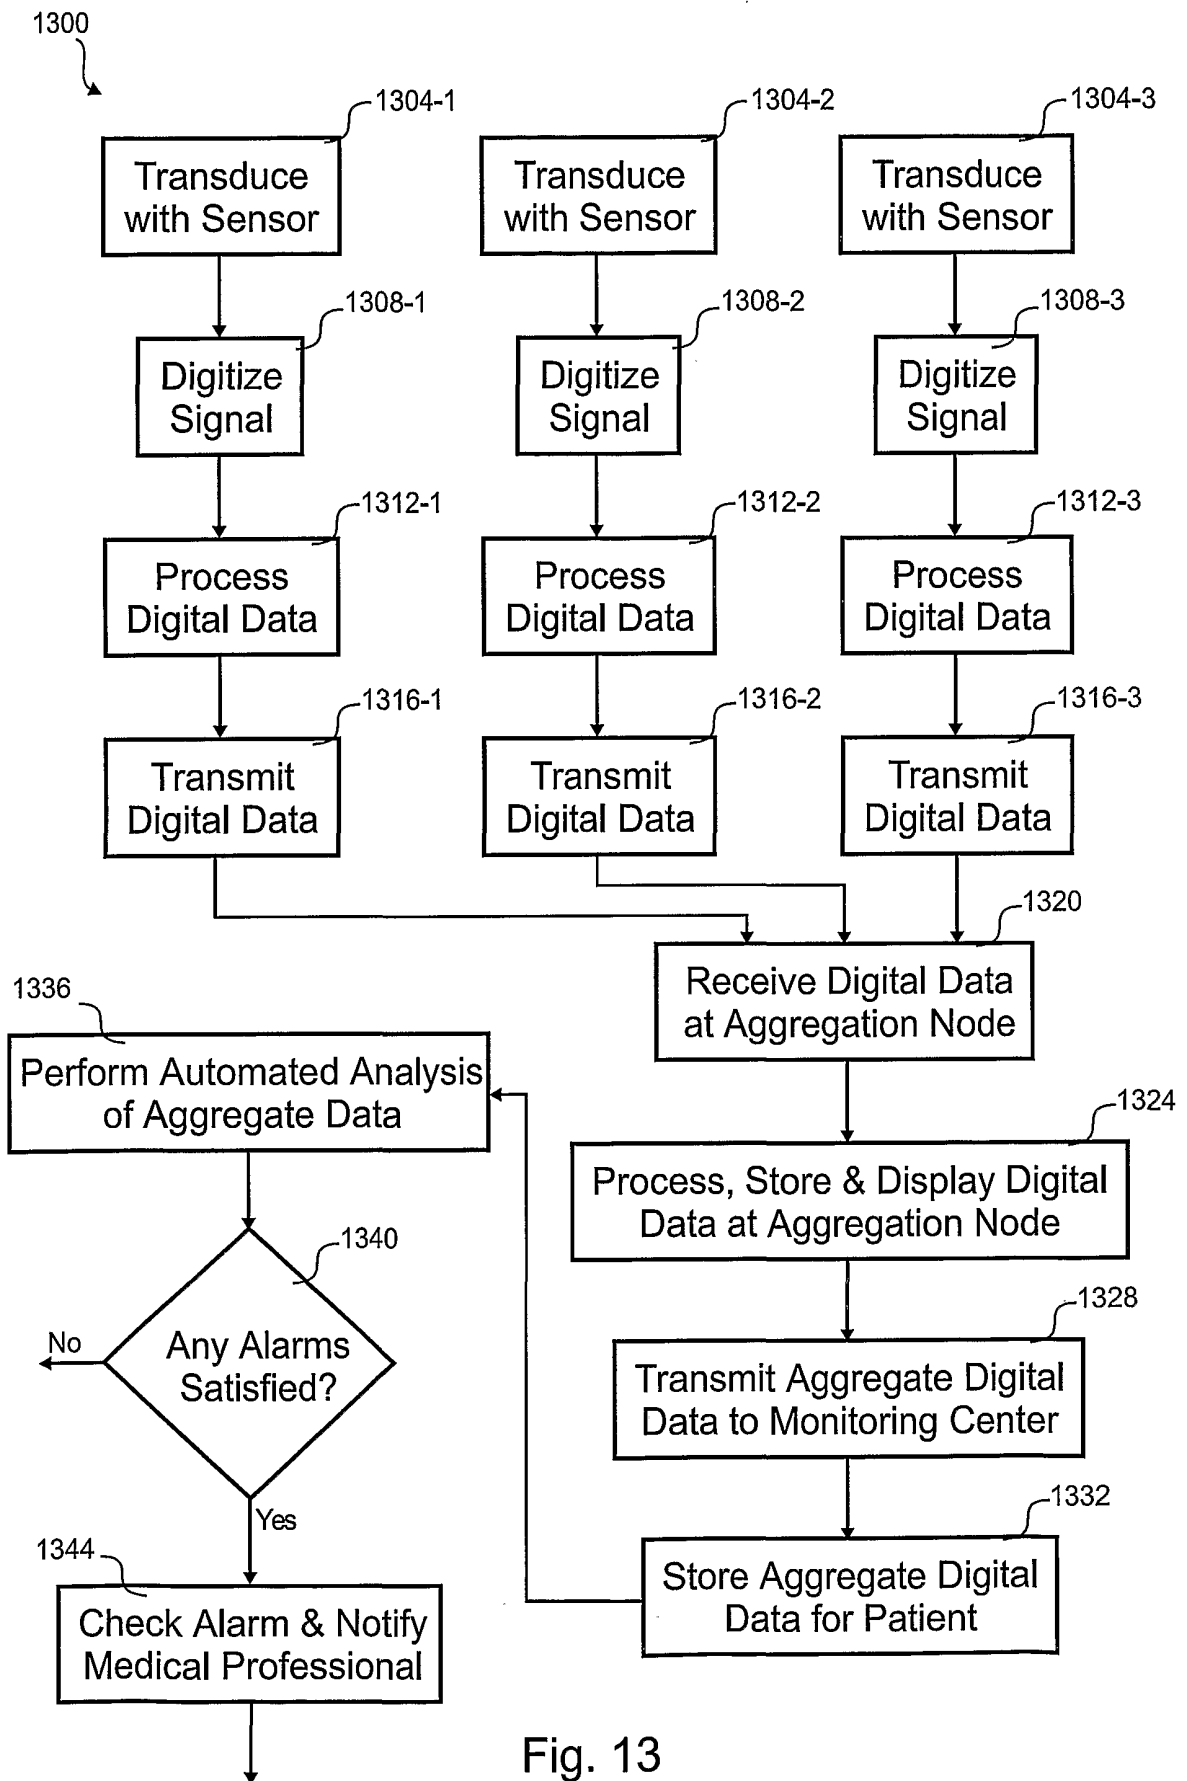 1300
1304-1
1304-2
1304-3
Transduce
with Sensor
Transduce
with Sensor
Transduce
with Sensor
1308-1
1308-2
1308-3
Digitize
Signal
Digitize
Signal
Digitize
Signal
1312-1
1312-2
1312-3
Process
Digital Data
Process
Digital Data
Process
Digital Data
1316-1
1316-2
1316-3
Transmit
Digital Data
Transmit
Digital Data
Transmit
Digital Data
1320
Receive Digital Data
at Aggregation Node
1324
Process, Store & Display Digital
Data at Aggregation Node
1328
Transmit Aggregate Digital
Data to Monitoring Center
1332
Store Aggregate Digital
Data for Patient
1336
Perform Automated Analysis
of Aggregate Data
1340
Any Alarms
Satisfied?
No
Yes
1344
Check Alarm & Notify
Medical Professional
Fig. 13